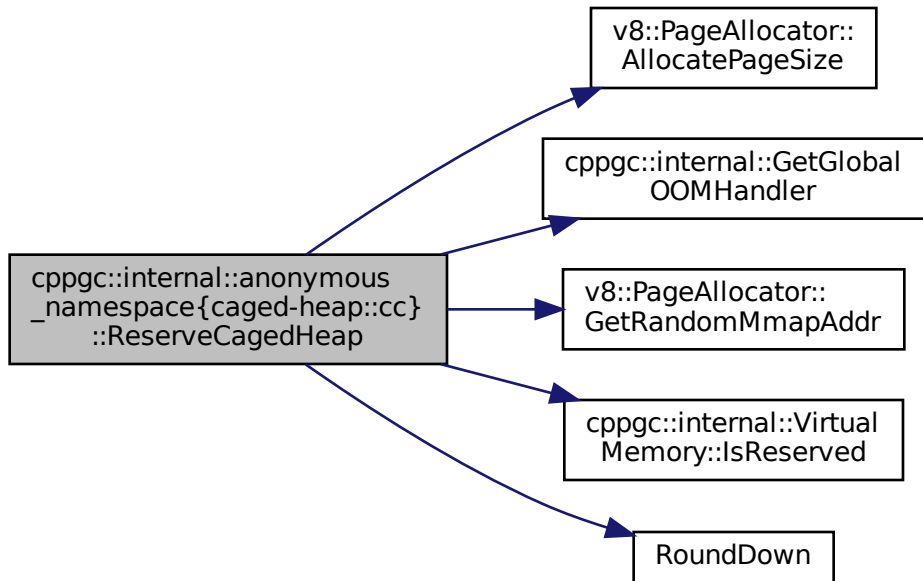 v8::PageAllocator::
AllocatePageSize
cppgc::internal::GetGlobal
OOMHandler
cppgc::internal::anonymous
_namespace{caged-heap::cc}
::ReserveCagedHeap
v8::PageAllocator::
GetRandomMmapAddr
cppgc::internal::Virtual
Memory::IsReserved
RoundDown